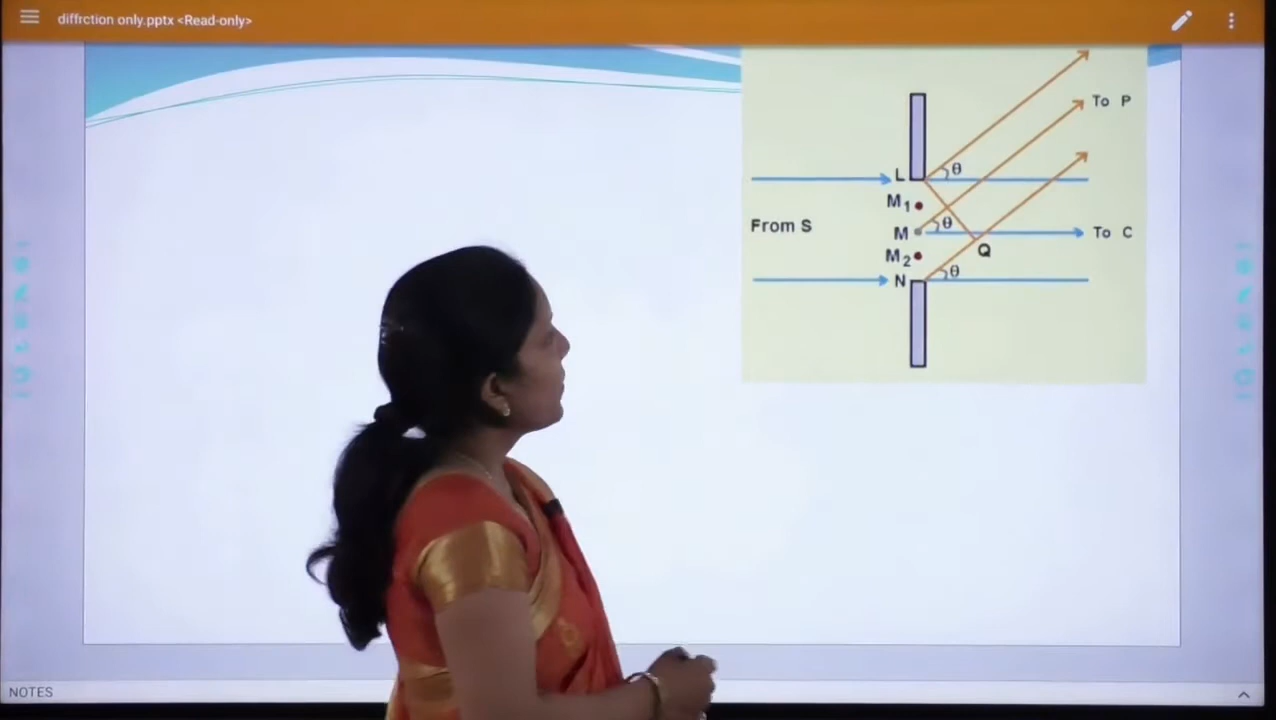 diffrction only.pptx <Read-only>
To P
L θ
M1
From S
M θ
To C
M2
Q
N θ
NOTES